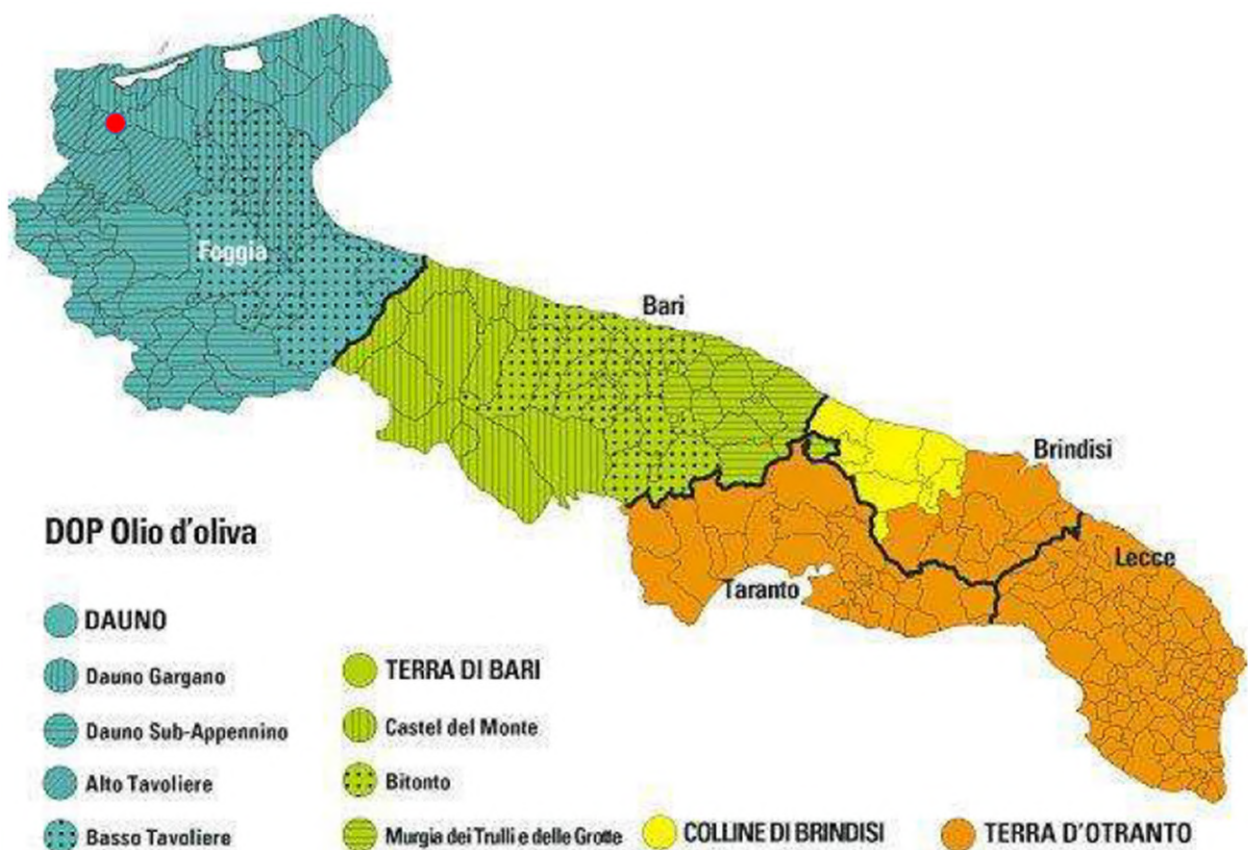 Foggia
Bari
Brindisi
Lecce
Taranto
DOP Olio d'oliva
DAUNO
Dauno Gargano
Dauno Sub-Appennino
Alto Tavoliere
Basso Tavoliere
TERRA DI BARI
Castel del Monte
Bitonto
Murgia dei Trulli e delle Grotte
COLLINE DI BRINDISI
TERRA D'OTRANTO